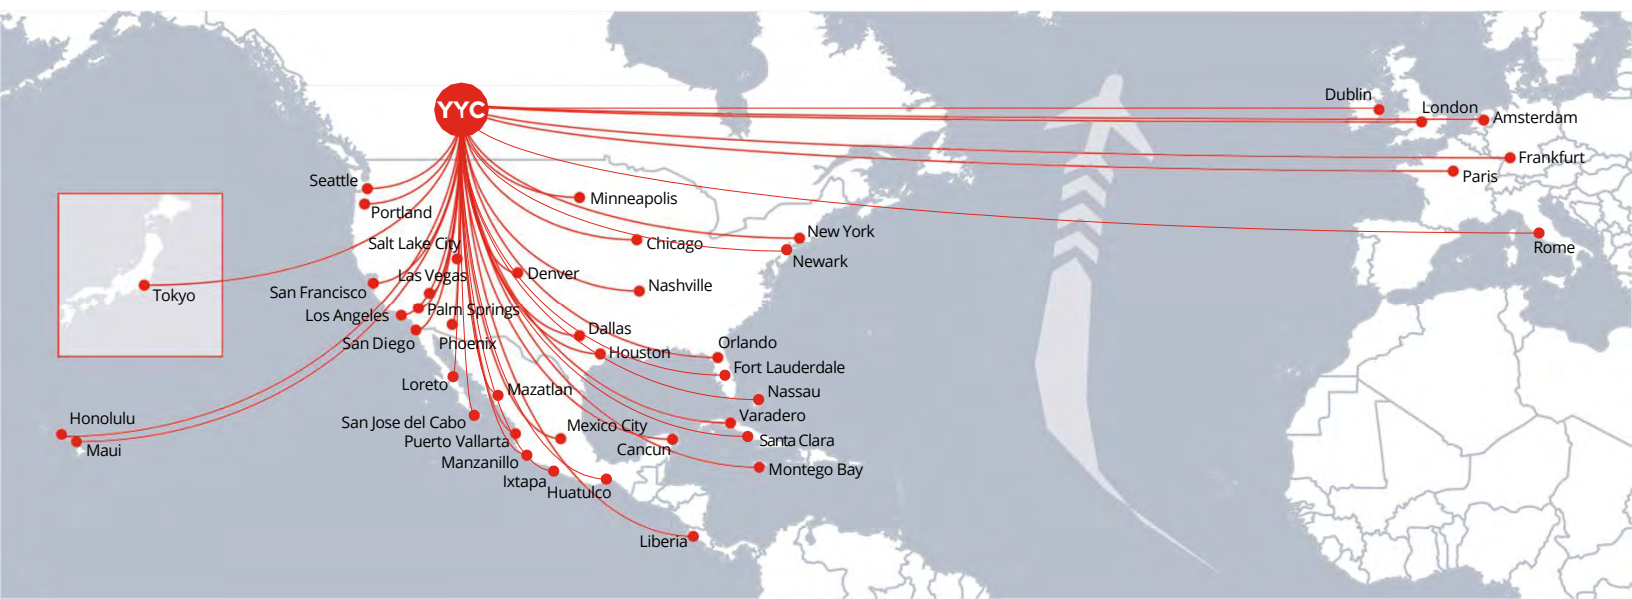 YYC
Dublin
London
Amsterdam
Frankfurt
Paris
Rome
Seattle
Portland
Minneapolis
Salt Lake City
Chicago
New York
Newark
Las Vegas
Denver
Nashville
Tokyo
San Francisco
Los Angeles
Palm Springs
San Diego
Phoenix
Dallas
Houston
Orlando
Fort Lauderdale
Loreto
Mazatlan
Nassau
Honolulu
Maui
San Jose del Cabo
Puerto Vallarta
Mexico City
Cancun
Varadero
Santa Clara
Manzanillo
Ixtapa
Huatulco
Montego Bay
Liberia